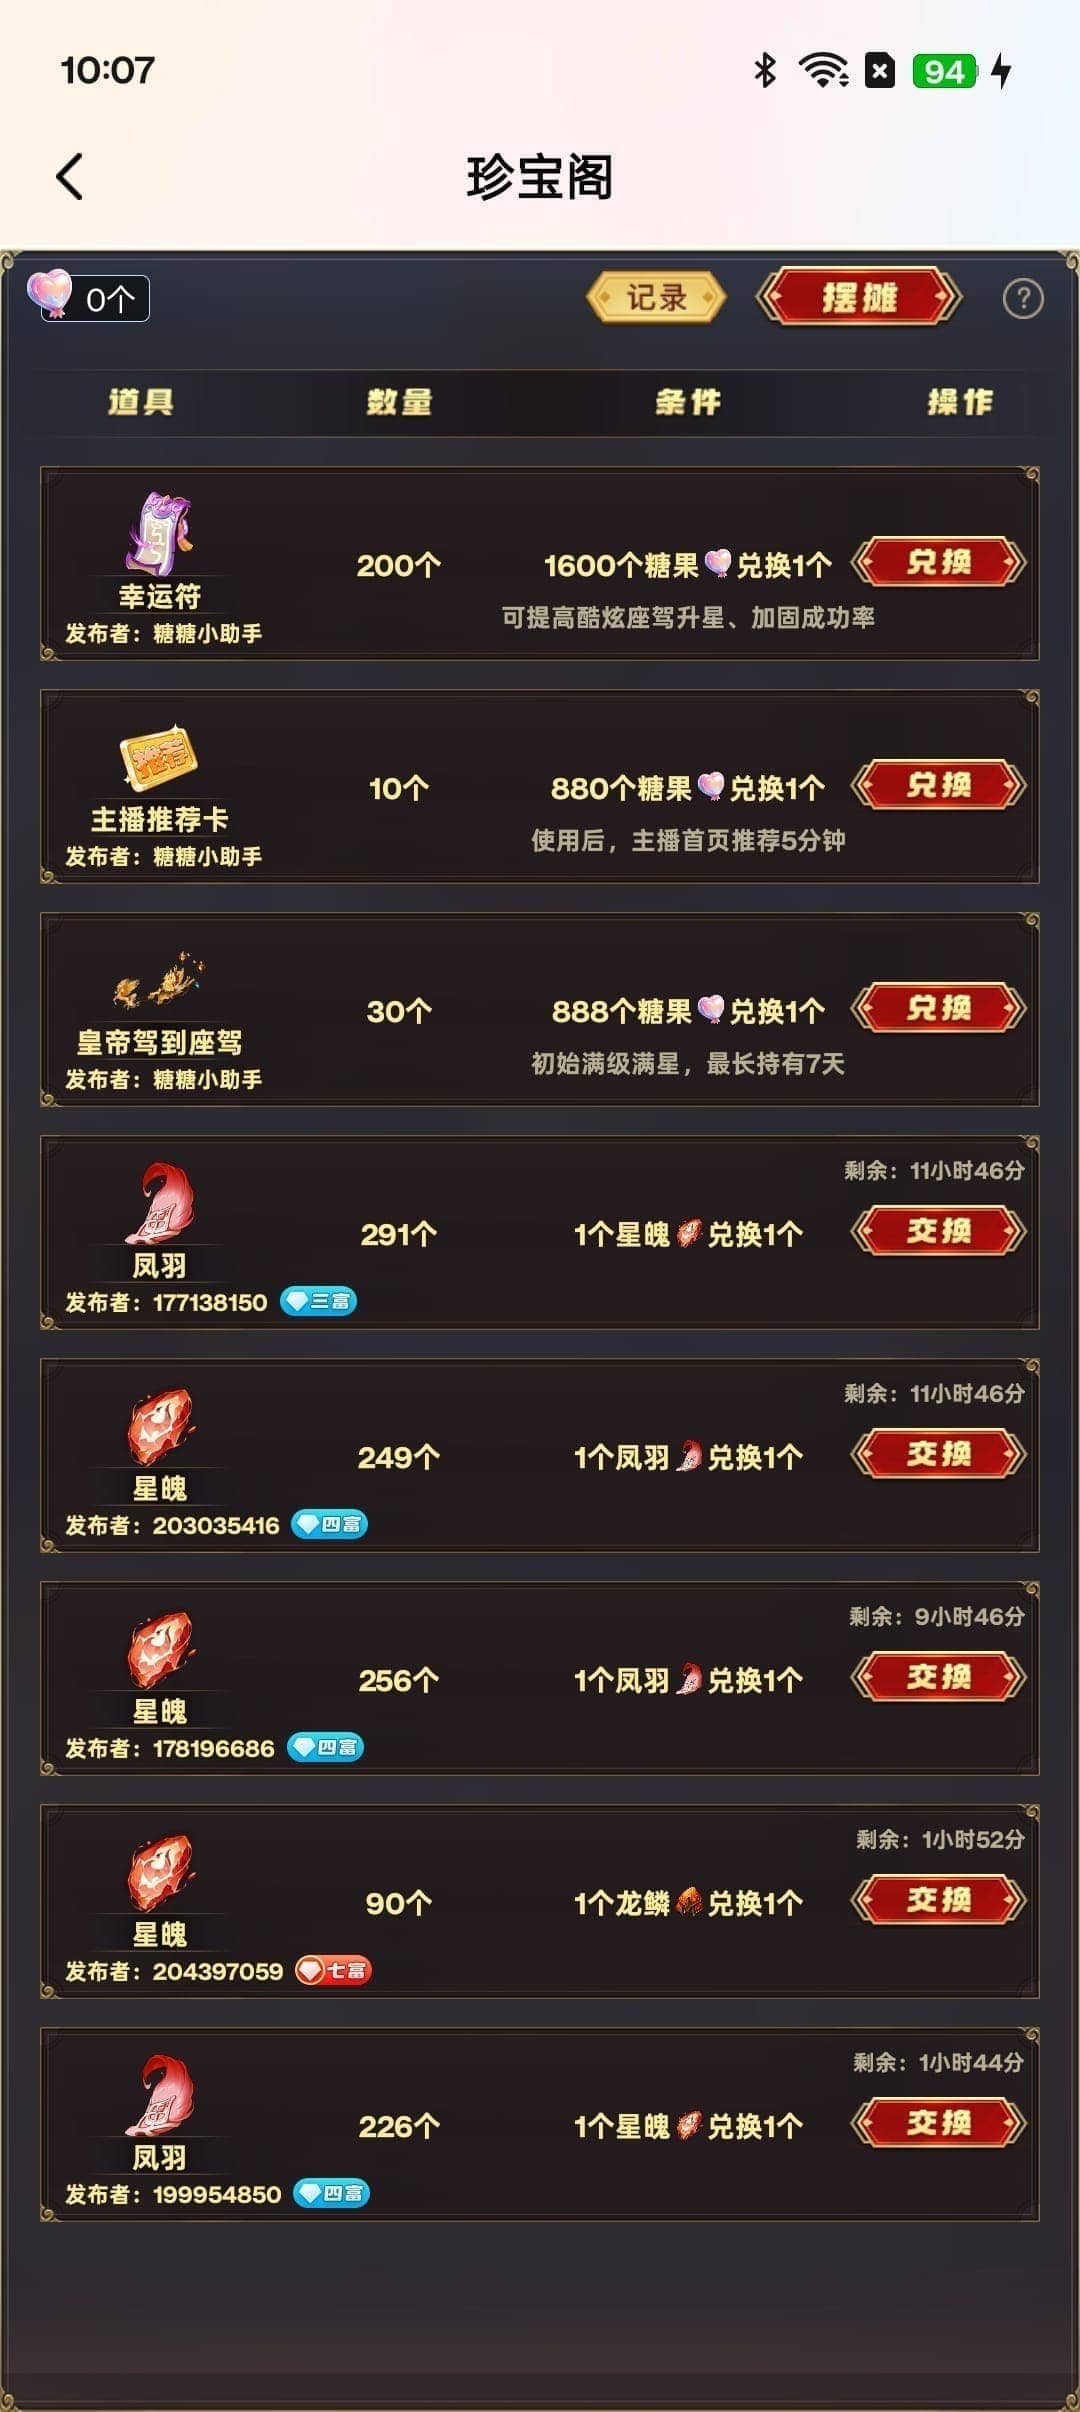 10:07
94
珍宝阁
0个
记录
摆摊
?
道具
数量
条件
操作
200个
1600个糖果兑换1个
兑换
幸运符
可提高酷炫座驾升星、加固成功率
发布者：糖糖小助手
推荐
10个
880个糖果兑换1个
兑换
主播推荐卡
使用后，主播首页推荐5分钟
发布者：糖糖小助手
30个
888个糖果兑换1个
兑换
皇帝驾到座驾
初始满级满星，最长持有7天
发布者：糖糖小助手
剩余：11小时46分
291个
1个星魄兑换1个
交换
凤羽
发布者：177138150
三富
剩余：11小时46分
249个
1个凤羽兑换1个
交换
星魄
发布者：203035416
四富
剩余：9小时46分
256个
1个凤羽兑换1个
交换
星魄
发布者：178196686
四富
剩余：1小时52分
90个
1个龙鳞兑换1个
交换
星魄
发布者：204397059
七富
剩余：1小时44分
226个
1个星魄兑换1个
交换
凤羽
发布者：199954850
四富